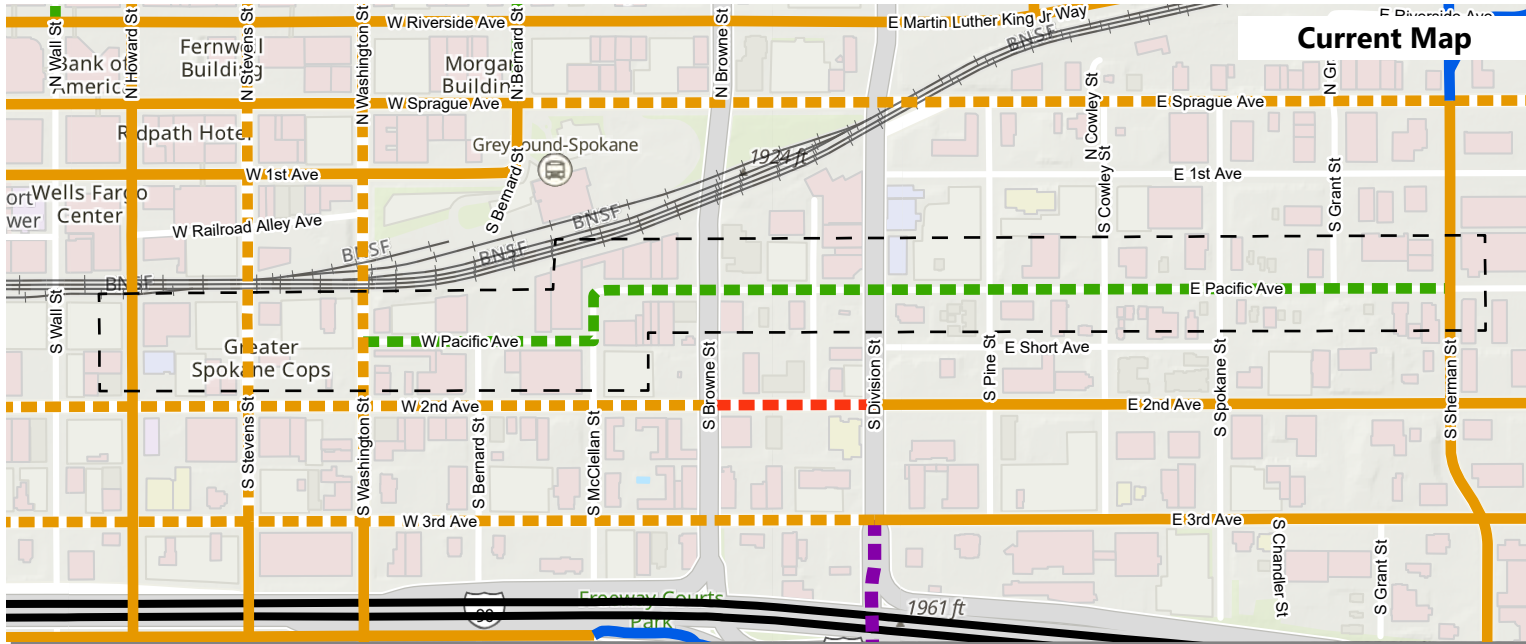 Current Map
W Riverside Ave
E Martin Luther King Jr Way
E Riverside Ave
N Wall St
N Howard St
N Stevens St
N Washington St
N Bernard St
N Browne St
BNSF
Fernwell
Building
Bank of
America
Morgan
Building
W Sprague Ave
E Sprague Ave
N Cowley St
Ridpath Hotel
Greyhound-Spokane
1924 ft
W 1st Ave
E 1st Ave
Wells Fargo
Center
S Bernard St
S Cowley St
S Grant St
W Railroad Alley Ave
BNSF
BNSF
BNSF
BNSF
E Pacific Ave
S Wall St
W Pacific Ave
Greater
Spokane Cops
E Short Ave
S Browne St
S Division St
S Pine St
S Spokane St
S Sherman St
W 2nd Ave
E 2nd Ave
S Stevens St
S Washington St
S Bernard St
S McClellan St
W 3rd Ave
E 3rd Ave
S Chandler St
S Grant St
Freeway Courts
Park
90
1961 ft